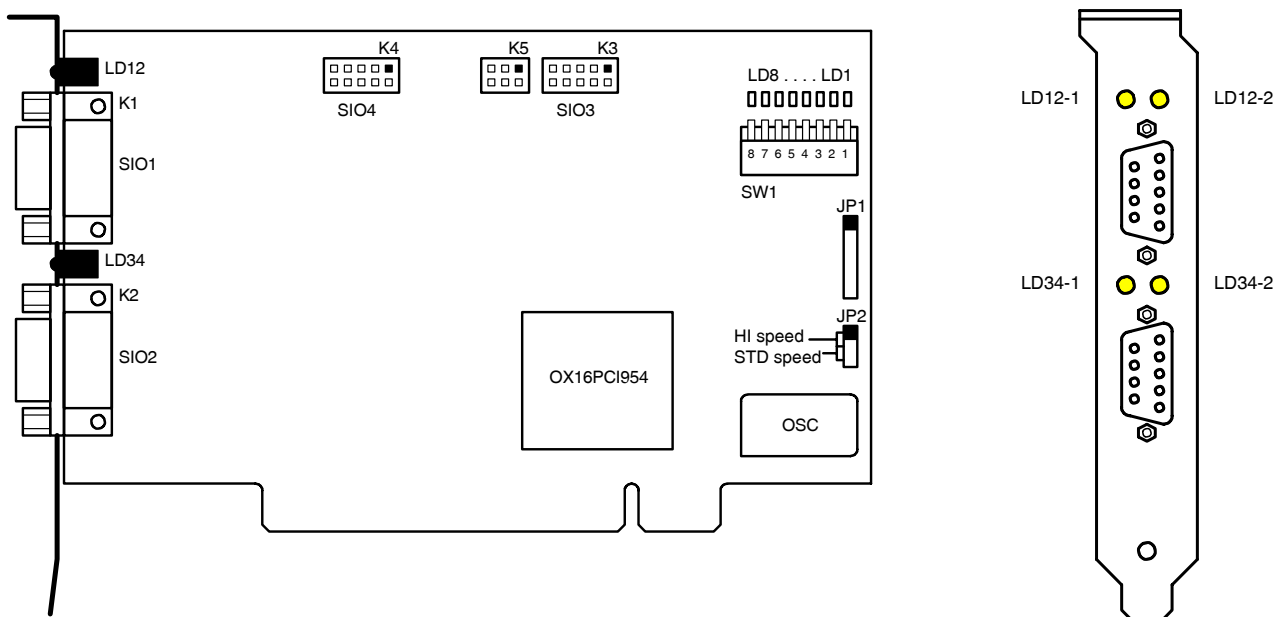 K4 K5 K3
LD12
LD8 . . . . LD1
K1
SIO4 SIO3
8 7 6 5 4 3 2 1
SIO1
SW1
JP1
LD34
K2
JP2
HI speed
STD speed
SIO2
OX16PCI954
OSC
LD12-1 LD12-2
LD34-1 LD34-2